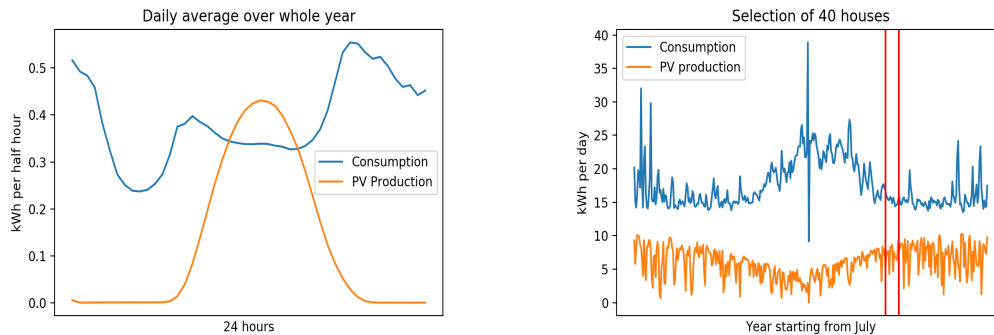 Daily average over whole year
kWh per half hour
0.5
0.4
0.3
0.2
0.1
0.0
Consumption
PV Production
24 hours
Selection of 40 houses
kWh per day
40
35
30
25
20
15
10
5
0
Consumption
PV production
Year starting from July